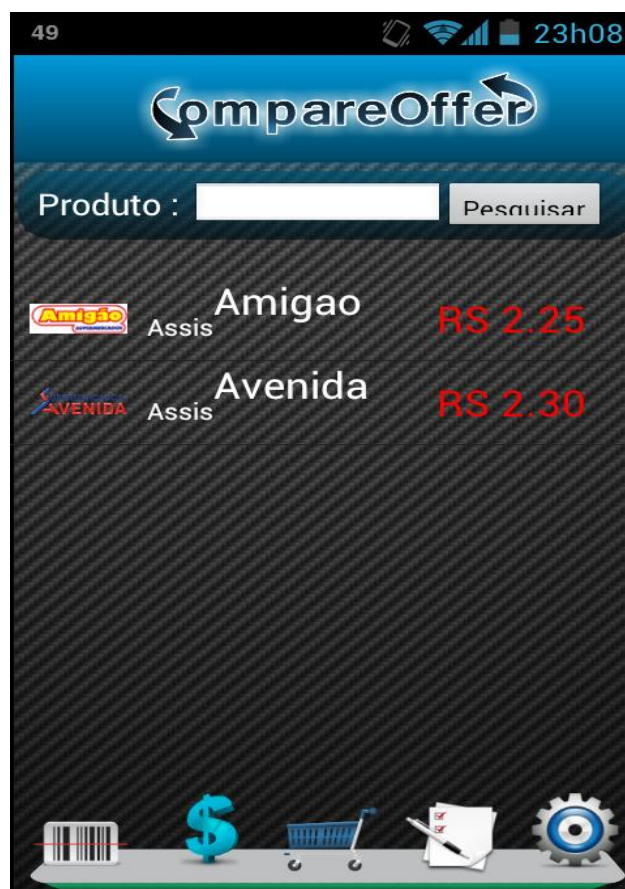 49 23h08
CompareOffer
Produto : Pesquisar
Amigão Assis Amigao RS 2.25
AVENIDA Assis Avenida RS 2.30